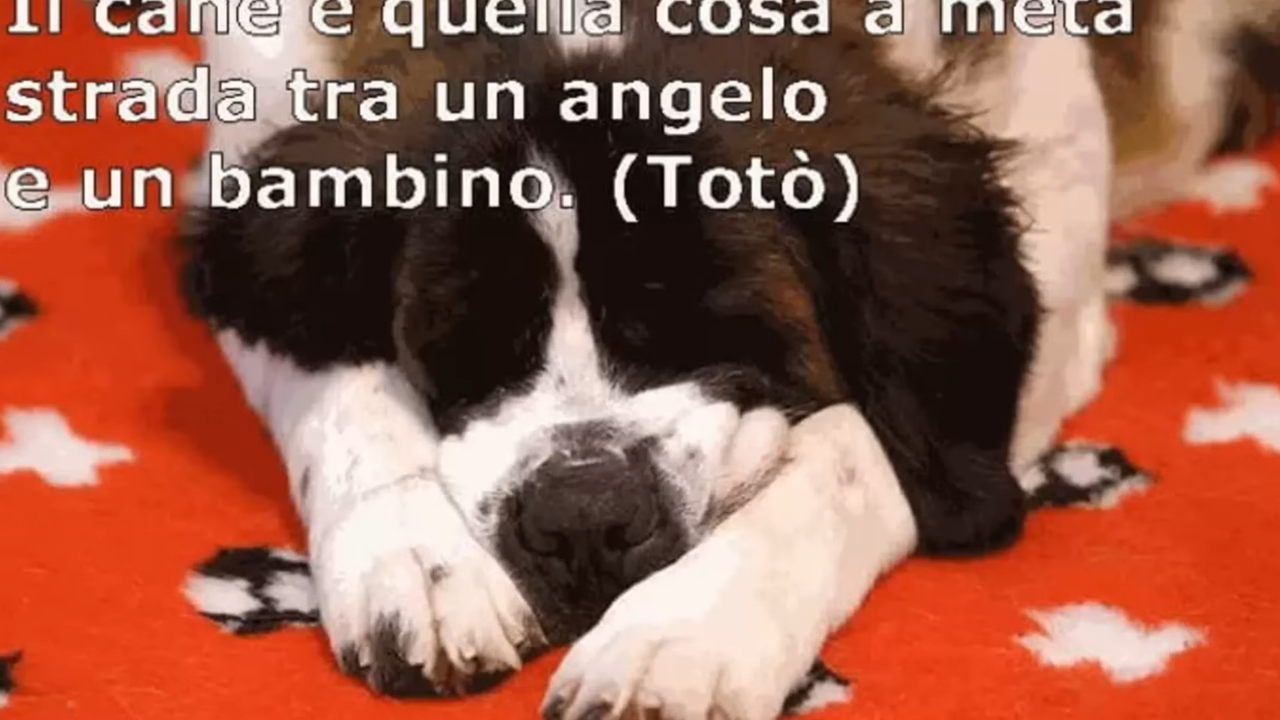 Il cane è quella cosa a metà
strada tra un angelo
e un bambino. (Totò)